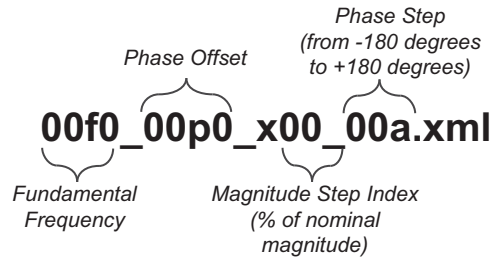 Phase Step
(from -180 degrees
to +180 degrees)
Phase Offset
00f0_00p0_x00_00a.xml
Fundamental
Frequency
Magnitude Step Index
(% of nominal
magnitude)